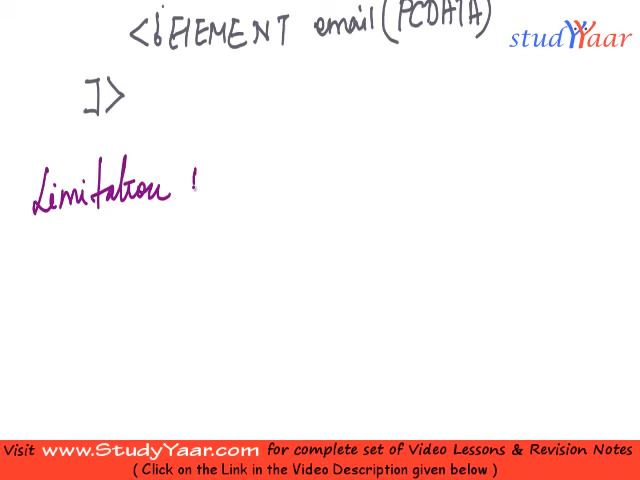 <!ELEMENT email(PCDATA)
studYYaar
]>
Limitation !
Visit www.StudyYaar.com for complete set of Video Lessons & Revision Notes
( Click on the Link in the Video Description given below )